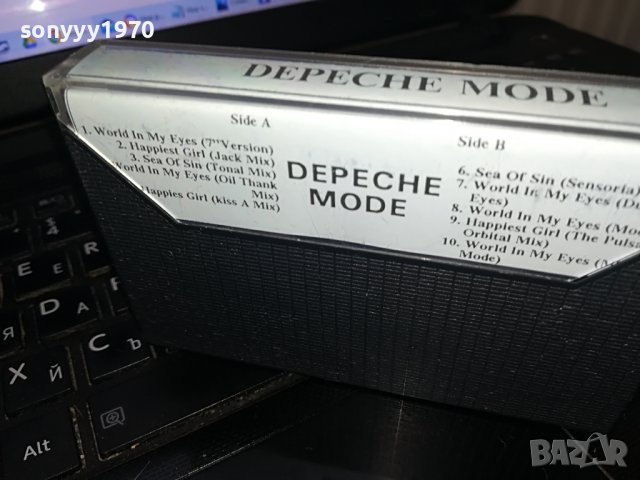 sonyyy1970
DEPECHE MODE
Side A
1. World In My Eyes (7"Version)
2. Happiest Girl (Jack Mix)
3. Sea Of Sin (Tonal Mix)
World In My Eyes (Oil Thank
Mix)
Happies Girl (kiss A Mix)
DEPECHE
MODE
Side B
6. Sea Of Sin (Sensoria
7. World In My Eyes (Du
Eyes)
8. World In My Eyes (Mo
9. Happiest Girl (The Puls
Orbital Mix)
10. World In My Eyes (M
Mode)
Alt
Я
D
A
X
Й
C
Ъ
BAZAR